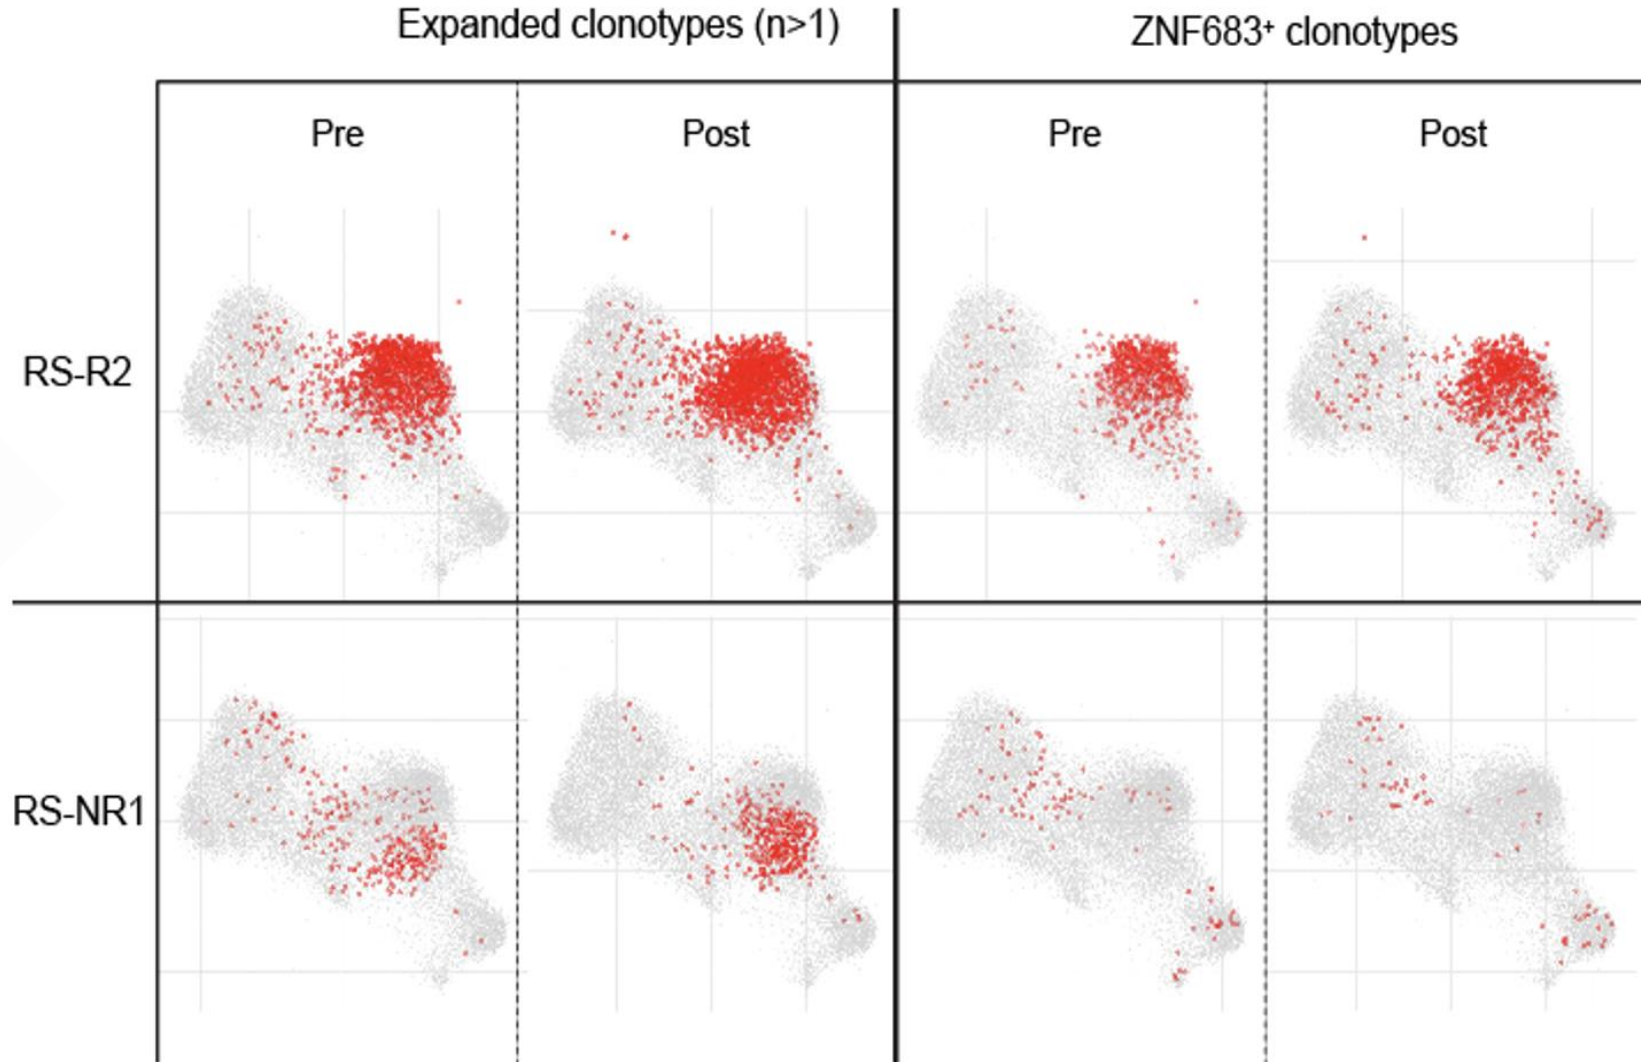 Expanded clonotypes (n>1)
ZNF683⁺ clonotypes
Pre
Post
Pre
Post
RS-R2
RS-NR1